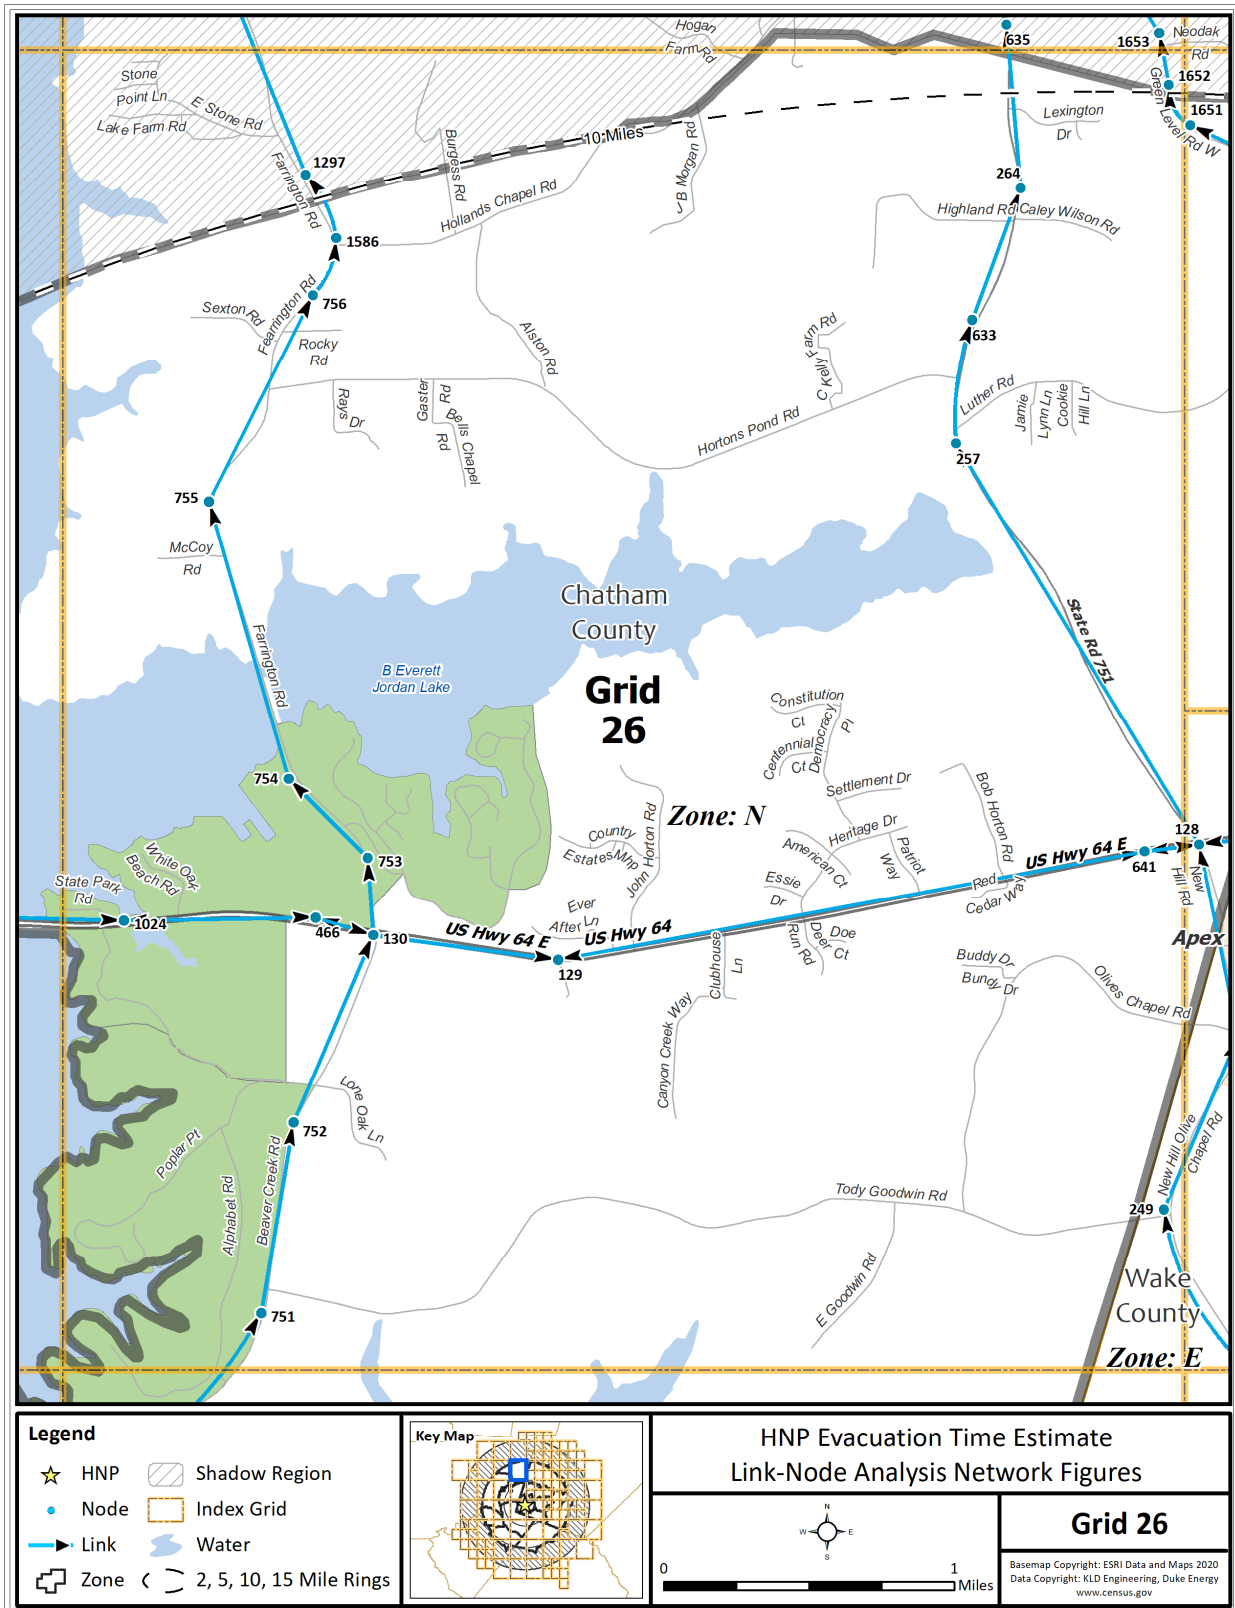 Hogan
Farm Rd
635
1653
Neodak
Rd
1652
Green Level Rd W
1651
Stone
Point Ln
E Stone Rd
Lake Farm Rd
10 Miles
Lexington
Dr
1297
Farrington Rd
Burgess Rd
J B Morgan Rd
264
Hollands Chapel Rd
Highland Rd
Caley Wilson Rd
1586
756
Sexton Rd
Fearrington Rd
Rocky
Rd
Alston Rd
C Kelly Farm Rd
633
Rays Dr
Gaster
Rd
Bells Chapel
Rd
Luther Rd
Jamie
Lynn Ln
Cookie
Hill Ln
Hortons Pond Rd
257
755
McCoy
Rd
Chatham
County
State Rd 751
Farrington Rd
B Everett
Jordan Lake
Grid
26
Constitution
Ct
Democracy
Pl
Centennial
Ct
754
Settlement Dr
Bob Horton Rd
Zone: N
Country
Estates Mhp
John Horton Rd
Heritage Dr
American Ct
Patriot
Way
US Hwy 64 E
128
641
753
White Oak
Beach Rd
State Park
Rd
Essie
Dr
Red
Cedar Way
New
Hill Rd
1024
466
130
Ever
After Ln
US Hwy 64 E
US Hwy 64
129
Clubhouse
Ln
Deer
Run Rd
Doe
Ct
Apex
Buddy Dr
Bundy Dr
Olives Chapel Rd
Canyon Creek Way
Lone Oak Ln
752
Poplar Pt
Alphabet Rd
Beaver Creek Rd
New Hill Olive
Chapel Rd
Tody Goodwin Rd
249
E Goodwin Rd
751
Wake
County
Zone: E
Legend
HNP
Shadow Region
Node
Index Grid
Link
Water
Zone
2, 5, 10, 15 Mile Rings
Key Map
HNP Evacuation Time Estimate
Link-Node Analysis Network Figures
N
W
E
S
0
1
Miles
Grid 26
Basemap Copyright: ESRI Data and Maps 2020
Data Copyright: KLD Engineering, Duke Energy
www.census.gov